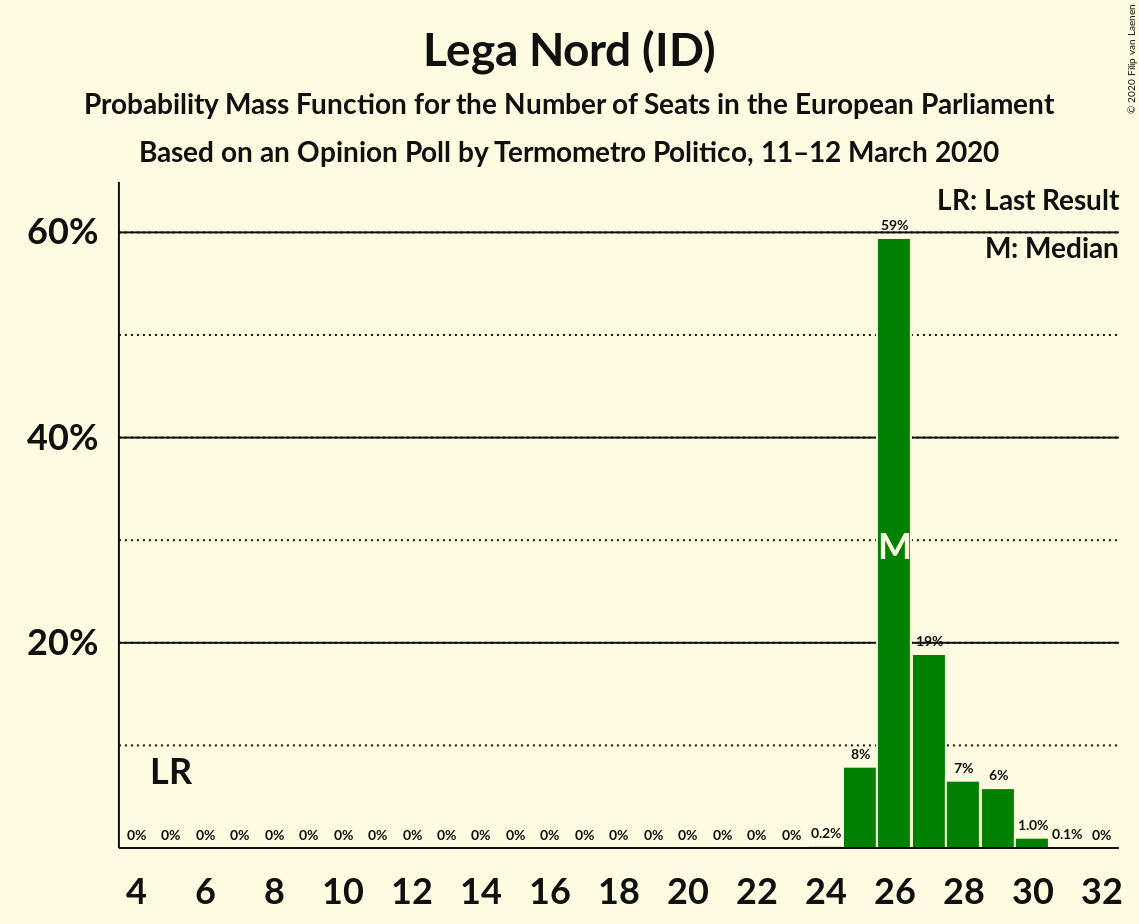 Lega Nord (ID)
Probability Mass Function for the Number of Seats in the European Parliament
Based on an Opinion Poll by Termometro Politico, 11–12 March 2020
© 2020 Filip van Laenen
LR: Last Result
M: Median
60%
40%
20%
59%
M
19%
8%
7%
6%
LR
0% 0% 0% 0% 0% 0% 0% 0% 0% 0% 0% 0% 0% 0% 0% 0% 0% 0% 0% 0% 0.2% 1.0% 0.1% 0%
4 6 8 10 12 14 16 18 20 22 24 26 28 30 32